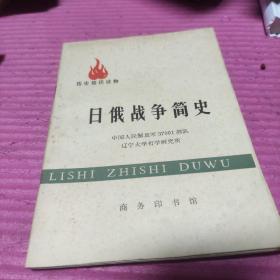 历史知识读物
日俄战争简史
中国人民解放军37401部队
辽宁大学哲学研究所
LISHI ZHISHI DUWU
商务印书馆